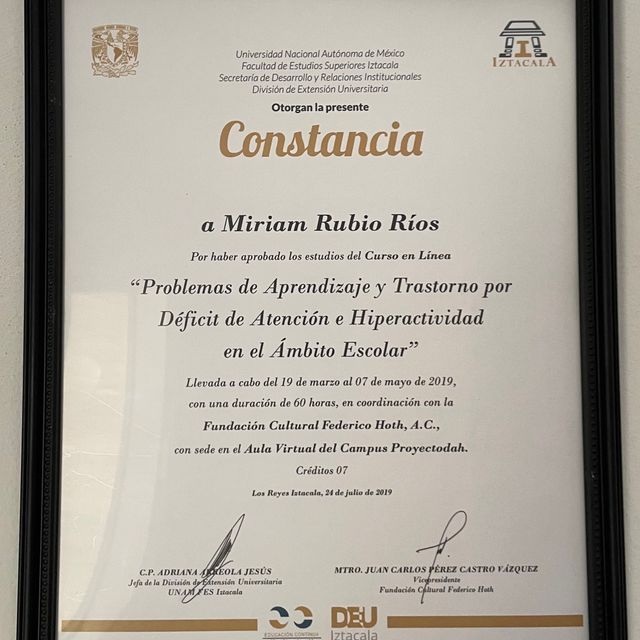 Universidad Nacional Autónoma de México
Facultad de Estudios Superiores Iztacala
Secretaría de Desarrollo y Relaciones Institucionales
División de Extensión Universitaria
IZTACALA
Otorgan la presente
Constancia
a Miriam Rubio Ríos
Por haber aprobado los estudios del Curso en Línea
“Problemas de Aprendizaje y Trastorno por
Déficit de Atención e Hiperactividad
en el Ámbito Escolar”
Llevada a cabo del 19 de marzo al 07 de mayo de 2019,
con una duración de 60 horas, en coordinación con la
Fundación Cultural Federico Hoth, A.C.,
con sede en el Aula Virtual del Campus Proyectodah.
Créditos 07
Los Reyes Iztacala, 24 de julio de 2019
C.P. ADRIANA ARREOLA JESÚS
Jefa de la División de Extensión Universitaria
UNAM FES Iztacala
MTRO. JUAN CARLOS PÉREZ CASTRO VÁZQUEZ
Vicepresidente
Fundación Cultural Federico Hoth
EDUCACIÓN CONTINUA
DEU
Iztacala